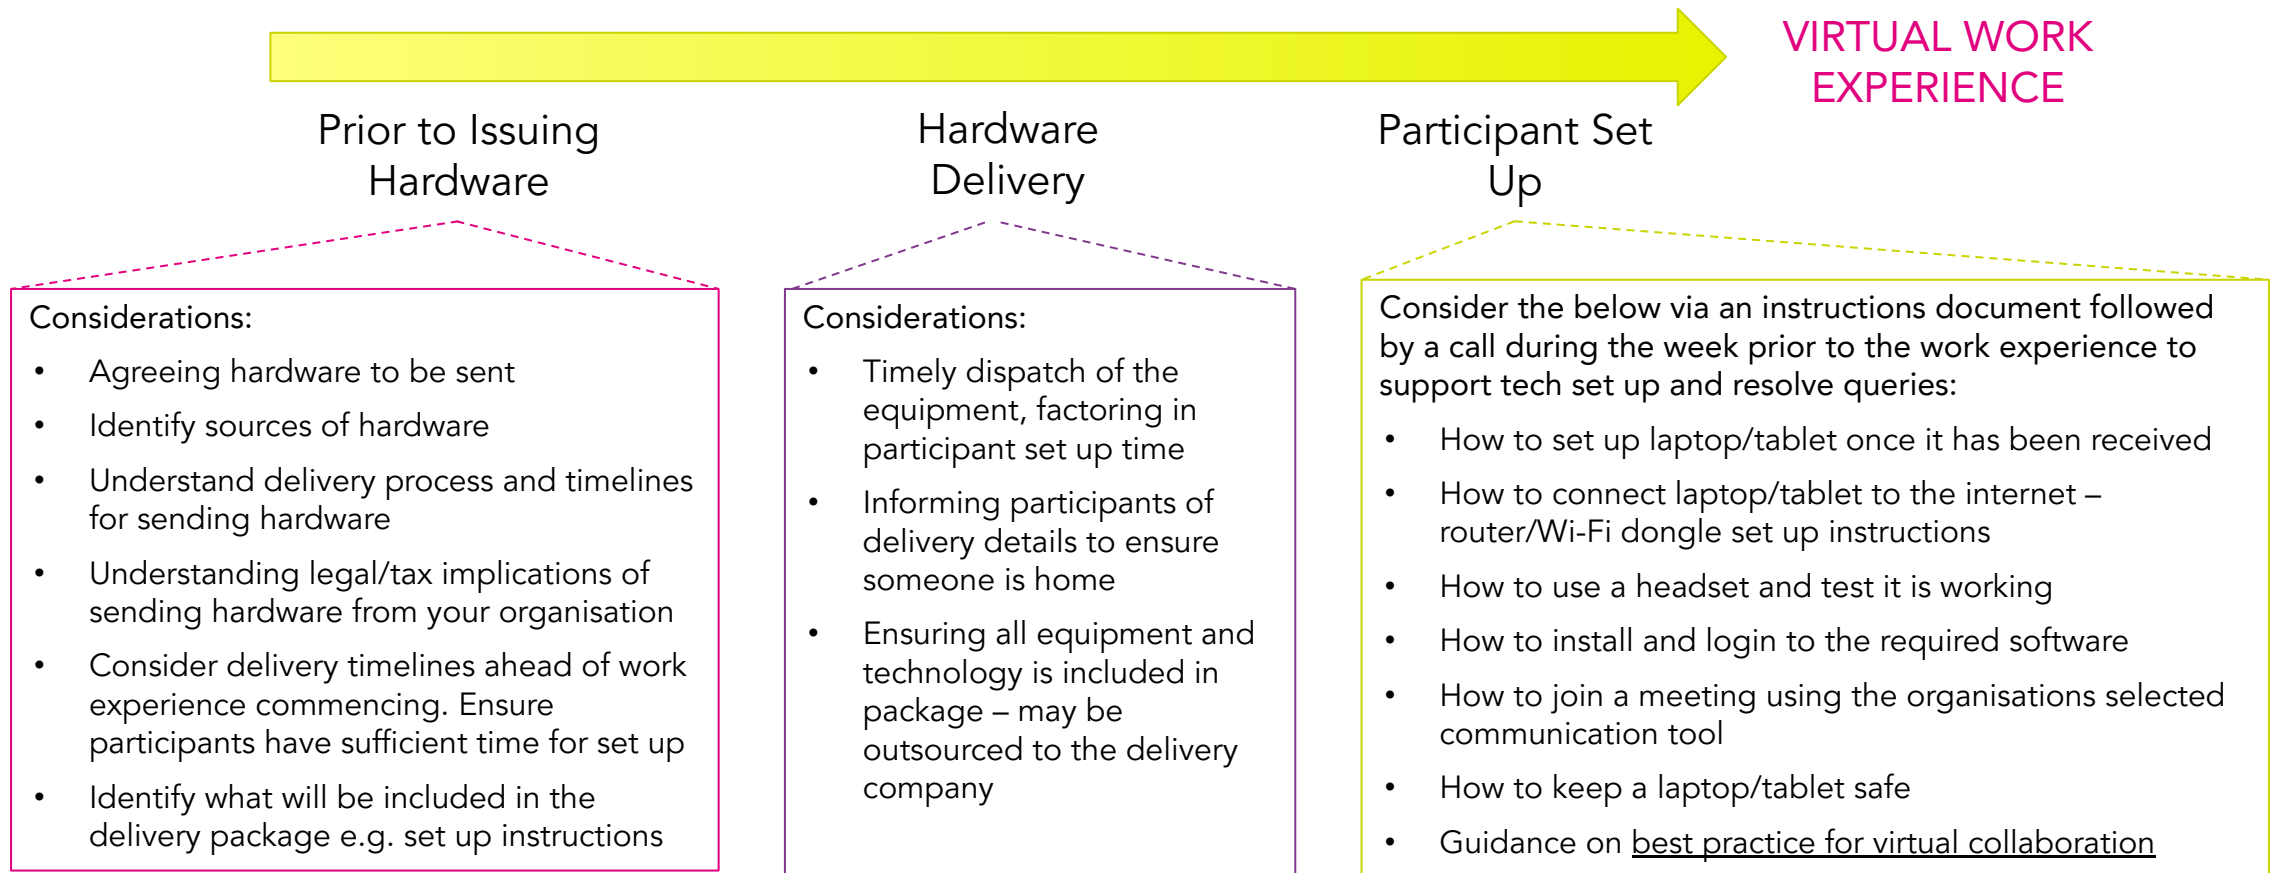 VIRTUAL WORK
EXPERIENCE
Prior to Issuing
Hardware
Considerations:
• Agreeing hardware to be sent
• Identify sources of hardware
• Understand delivery process and timelines
for sending hardware
• Understanding legal/tax implications of
sending hardware from your organisation
• Consider delivery timelines ahead of work
experience commencing. Ensure
participants have sufficient time for set up
• Identify what will be included in the
delivery package e.g. set up instructions
Hardware
Delivery
Considerations:
• Timely dispatch of the
equipment, factoring in
participant set up time
• Informing participants of
delivery details to ensure
someone is home
• Ensuring all equipment and
technology is included in
package – may be
outsourced to the delivery
company
Participant Set
Up
Consider the below via an instructions document followed
by a call during the week prior to the work experience to
support tech set up and resolve queries:
• How to set up laptop/tablet once it has been received
• How to connect laptop/tablet to the internet –
router/Wi-Fi dongle set up instructions
• How to use a headset and test it is working
• How to install and login to the required software
• How to join a meeting using the organisations selected
communication tool
• How to keep a laptop/tablet safe
• Guidance on best practice for virtual collaboration